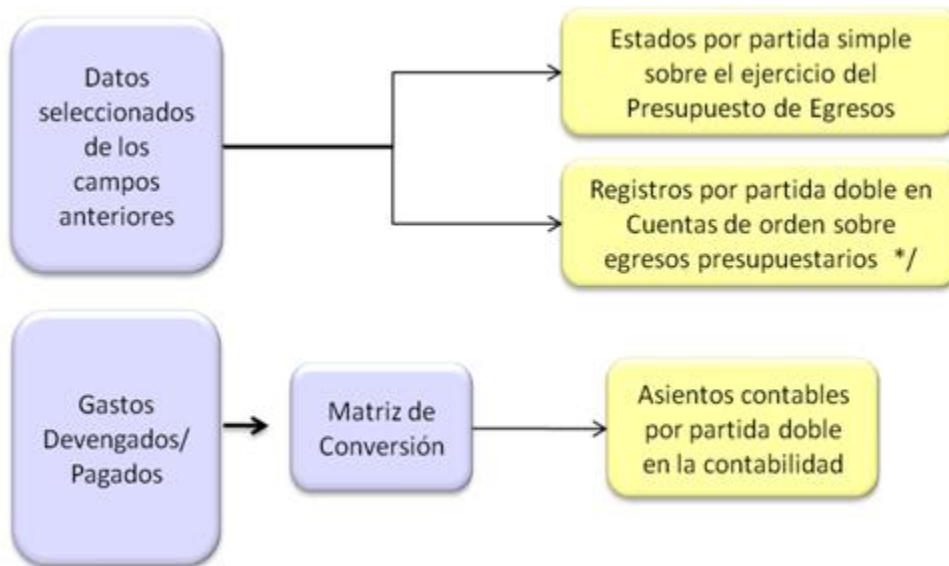 Datos
seleccionados
de los
campos
anteriores
Estados por partida simple
sobre el ejercicio del
Presupuesto de Egresos
Registros por partida doble en
Cuentas de orden sobre
egresos presupuestarios */
Gastos
Devengados/
Pagados
Matriz de
Conversión
Asientos contables
por partida doble
en la contabilidad